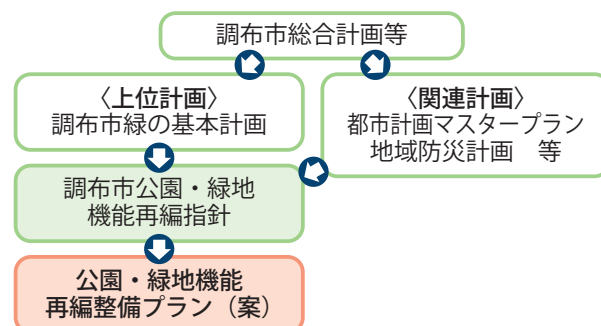 調布市総合計画等
〈上位計画〉
調布市緑の基本計画
〈関連計画〉
都市計画マスタープラン
地域防災計画　等
調布市公園・緑地
機能再編指針
公園・緑地機能
再編整備プラン（案）